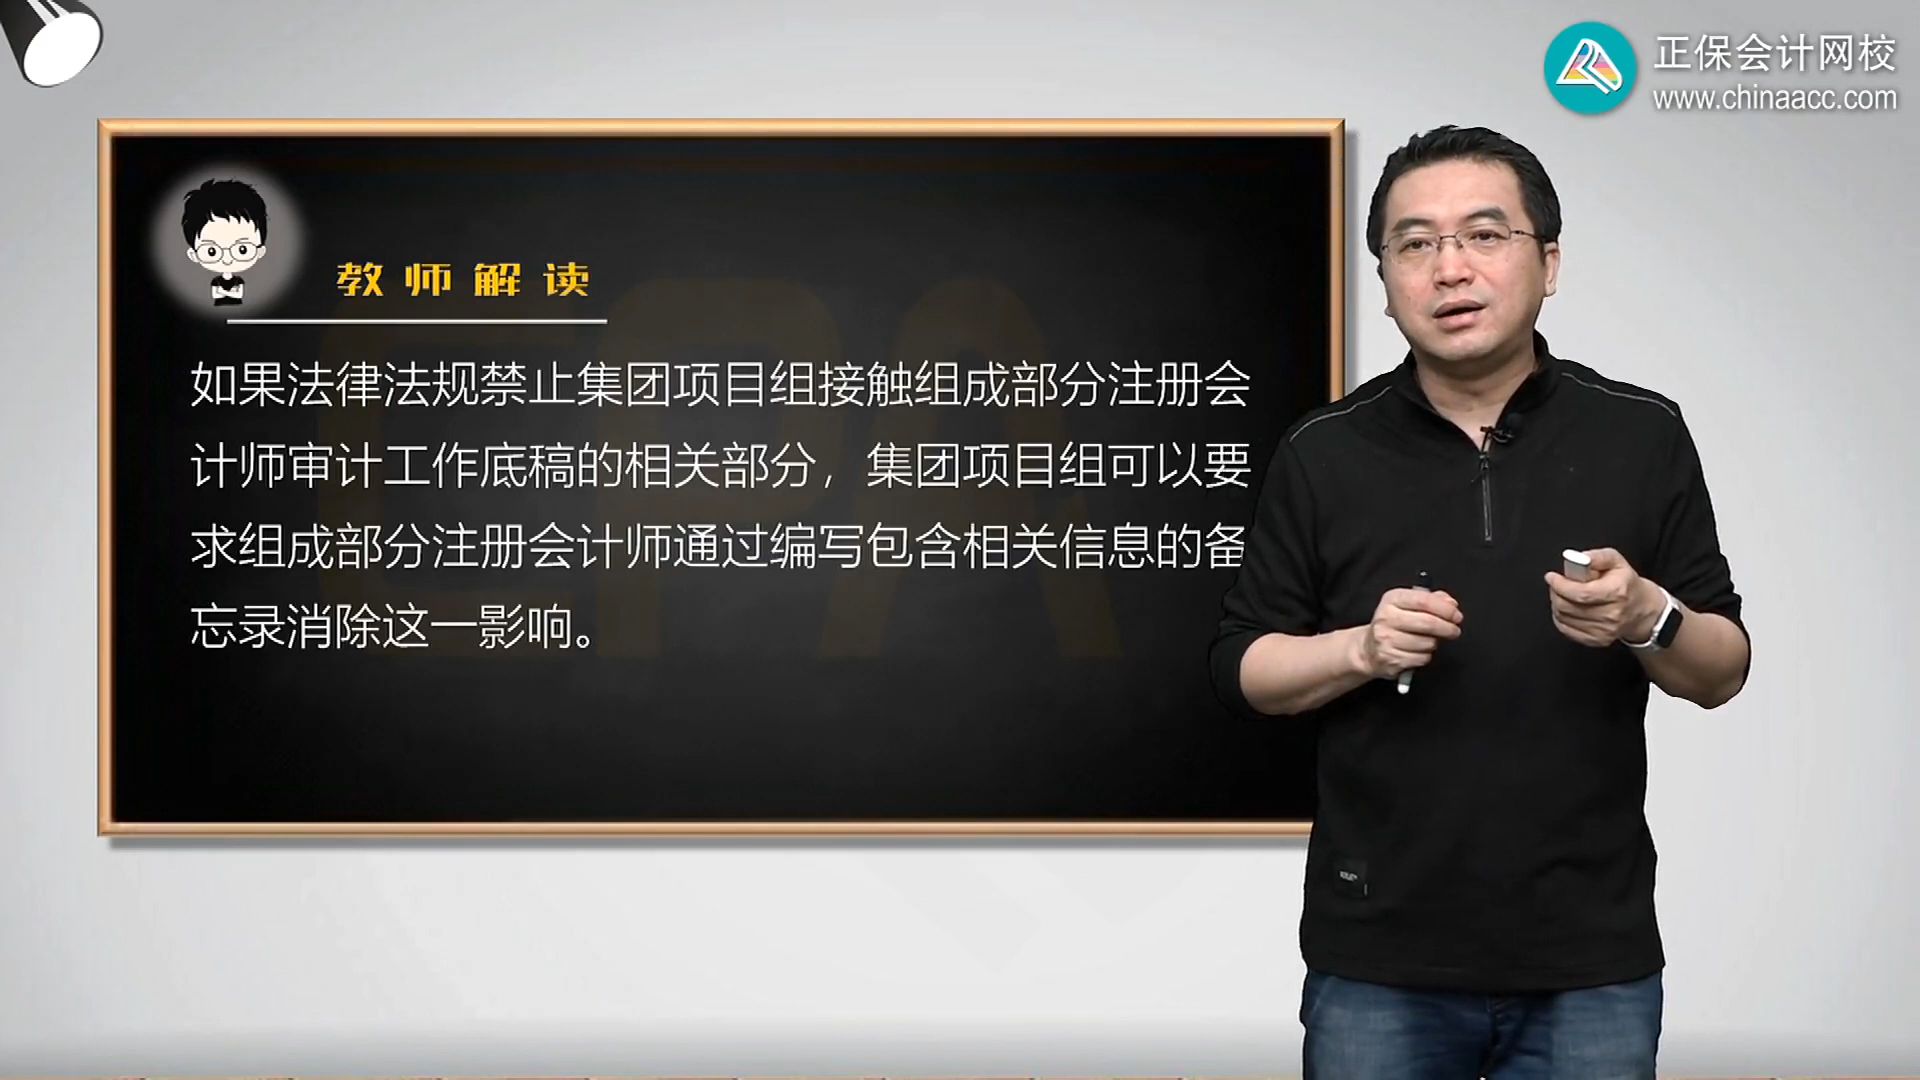 正保会计网校
www.chinaacc.com
教师解读
如果法律法规禁止集团项目组接触组成部分注册会
计师审计工作底稿的相关部分，集团项目组可以要
求组成部分注册会计师通过编写包含相关信息的备
忘录消除这一影响。